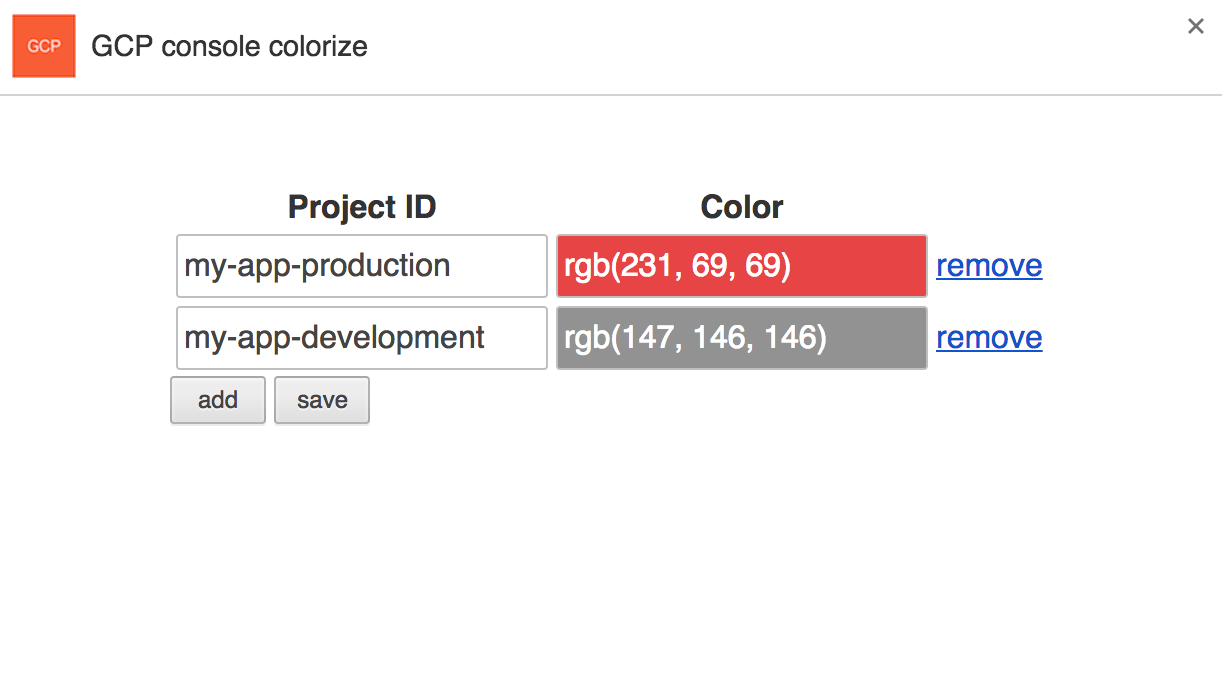 GCP GCP console colorize
Project ID Color
my-app-production rgb(231, 69, 69) remove
my-app-development rgb(147, 146, 146) remove
add save